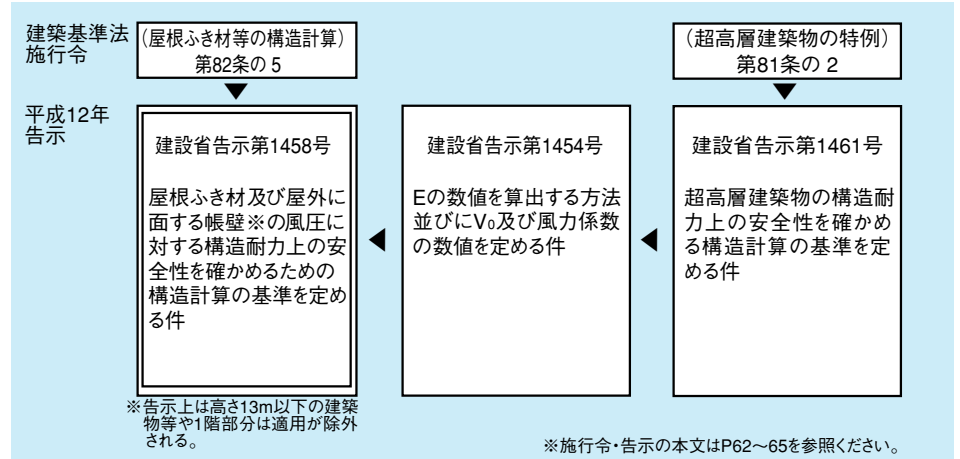 建築基準法
施行令
(屋根ふき材等の構造計算)
第82条の5
(超高層建築物の特例)
第81条の2
平成12年
告示
建設省告示第1458号
屋根ふき材及び屋外に
面する帳壁※の風圧に
対する構造耐力上の安
全性を確かめるための
構造計算の基準を定め
る件
建設省告示第1454号
Eの数値を算出する方法
並びにV₀及び風力係数
の数値を定める件
建設省告示第1461号
超高層建築物の構造耐
力上の安全性を確かめ
る構造計算の基準を定
める件
※告示上は高さ13m以下の建築
物等や1階部分は適用が除外
される。
※施行令・告示の本文はP62〜65を参照ください。